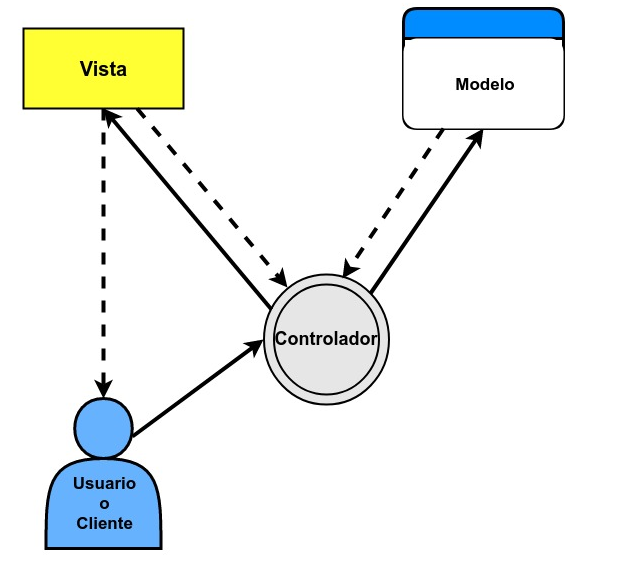 Vista
Modelo
Controlador
Usuario
o
Cliente